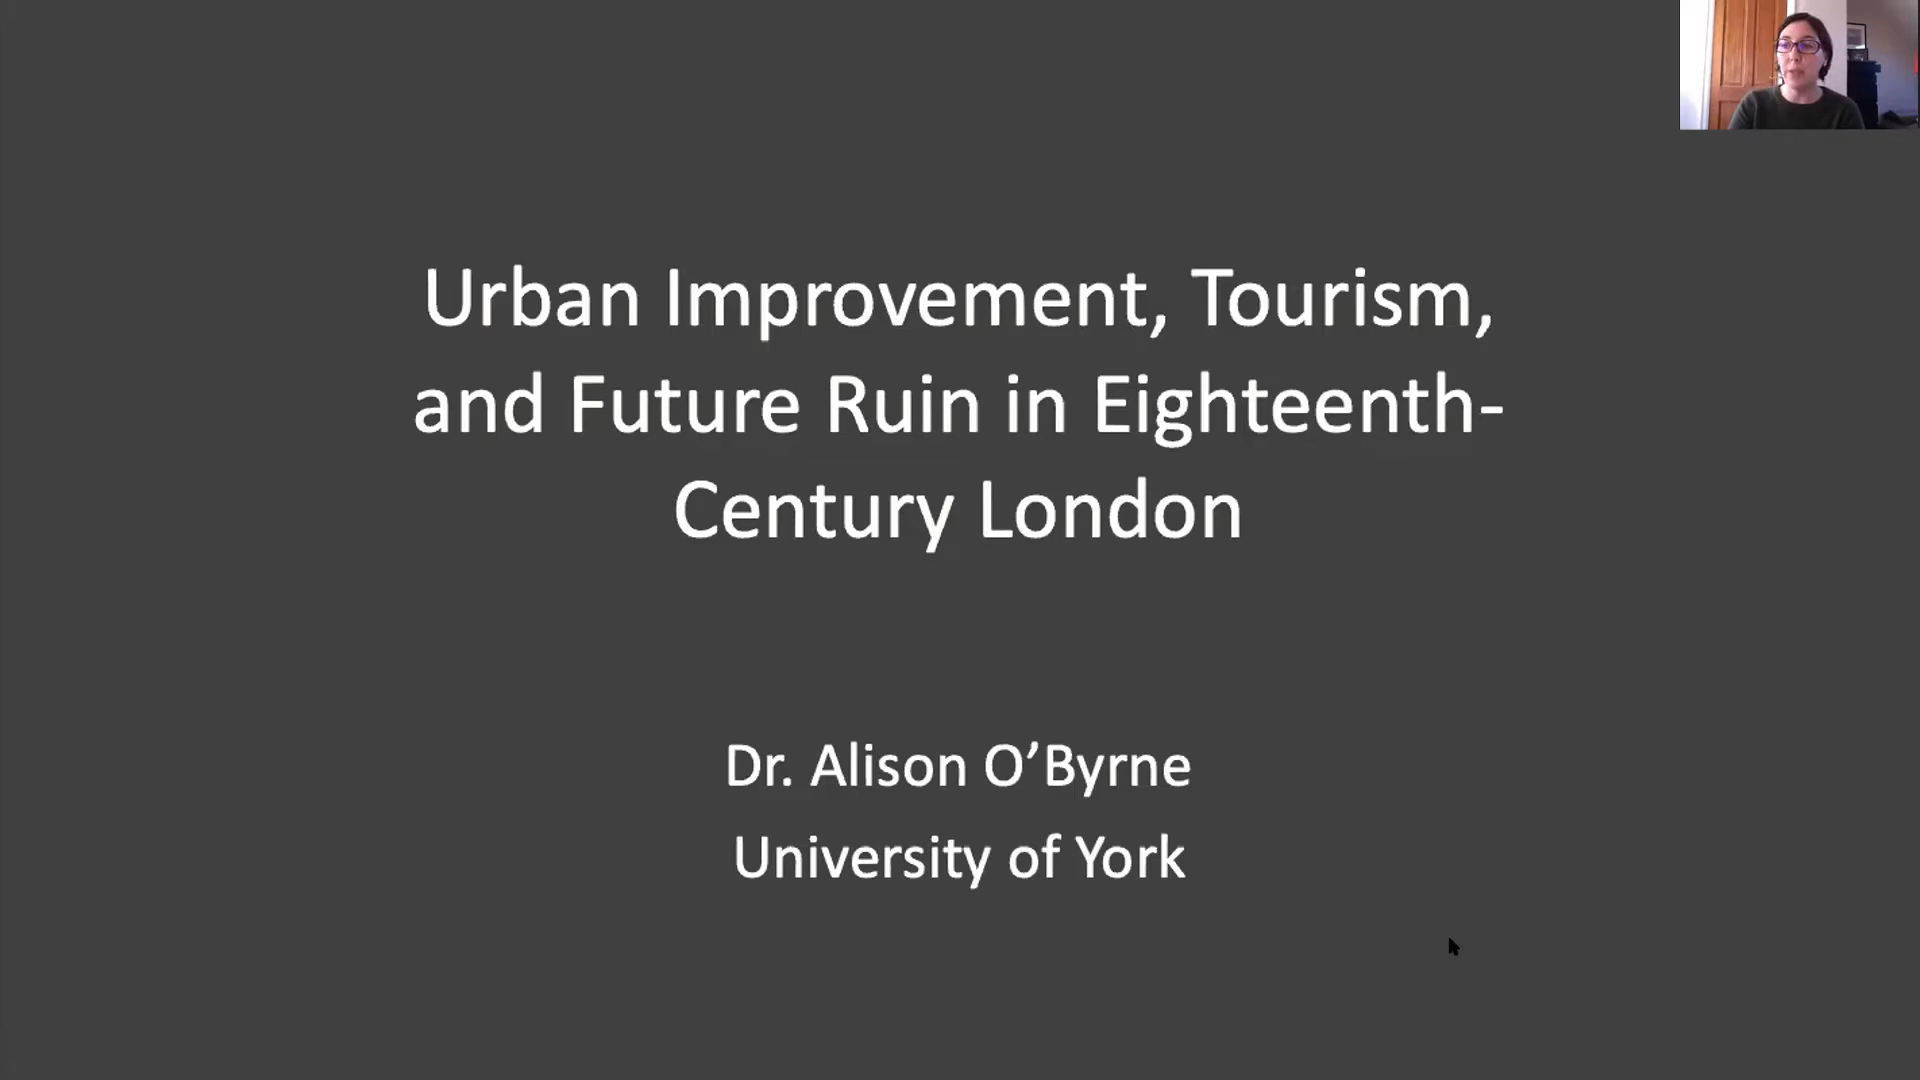 Urban Improvement, Tourism,
and Future Ruin in Eighteenth-
Century London
Dr. Alison O’Byrne
University of York